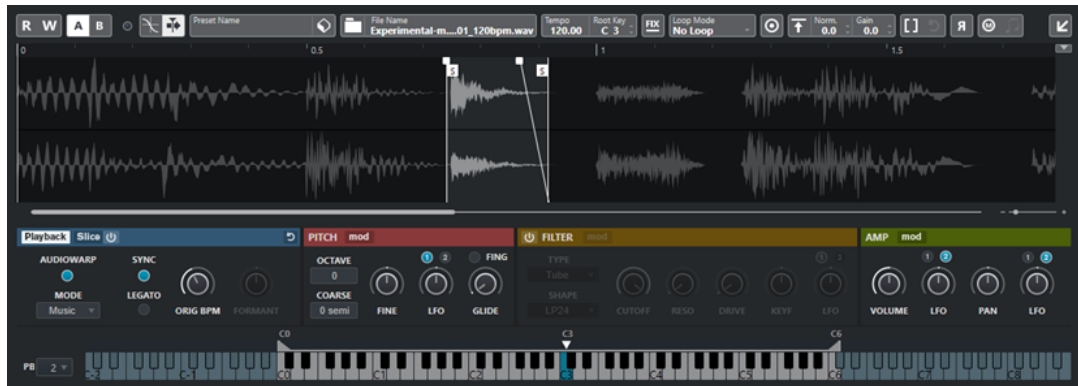 R W A B Preset Name File Name Tempo Root Key FIX Loop Mode Norm. Gain
Experimental-m....01_120bpm.wav 120.00 C 3 No Loop 0.0 0.0 [ ] Я M
0 0.5 1 1.5
S S
Playback Slice PITCH mod FILTER mod AMP mod
AUDIOWARP SYNC OCTAVE 1 2 FING TYPE 1 2 1 2 1 2
0 Tube
MODE LEGATO COARSE SHAPE
Music ORIG BPM FORMANT 0 semi FINE LFO GLIDE LP24 CUTOFF RESO DRIVE KEYF LFO VOLUME LFO PAN LFO
C0 C3 C6
PB 2
C-2 C-1 C0 C1 C2 C3 C4 C5 C6 C7 C8